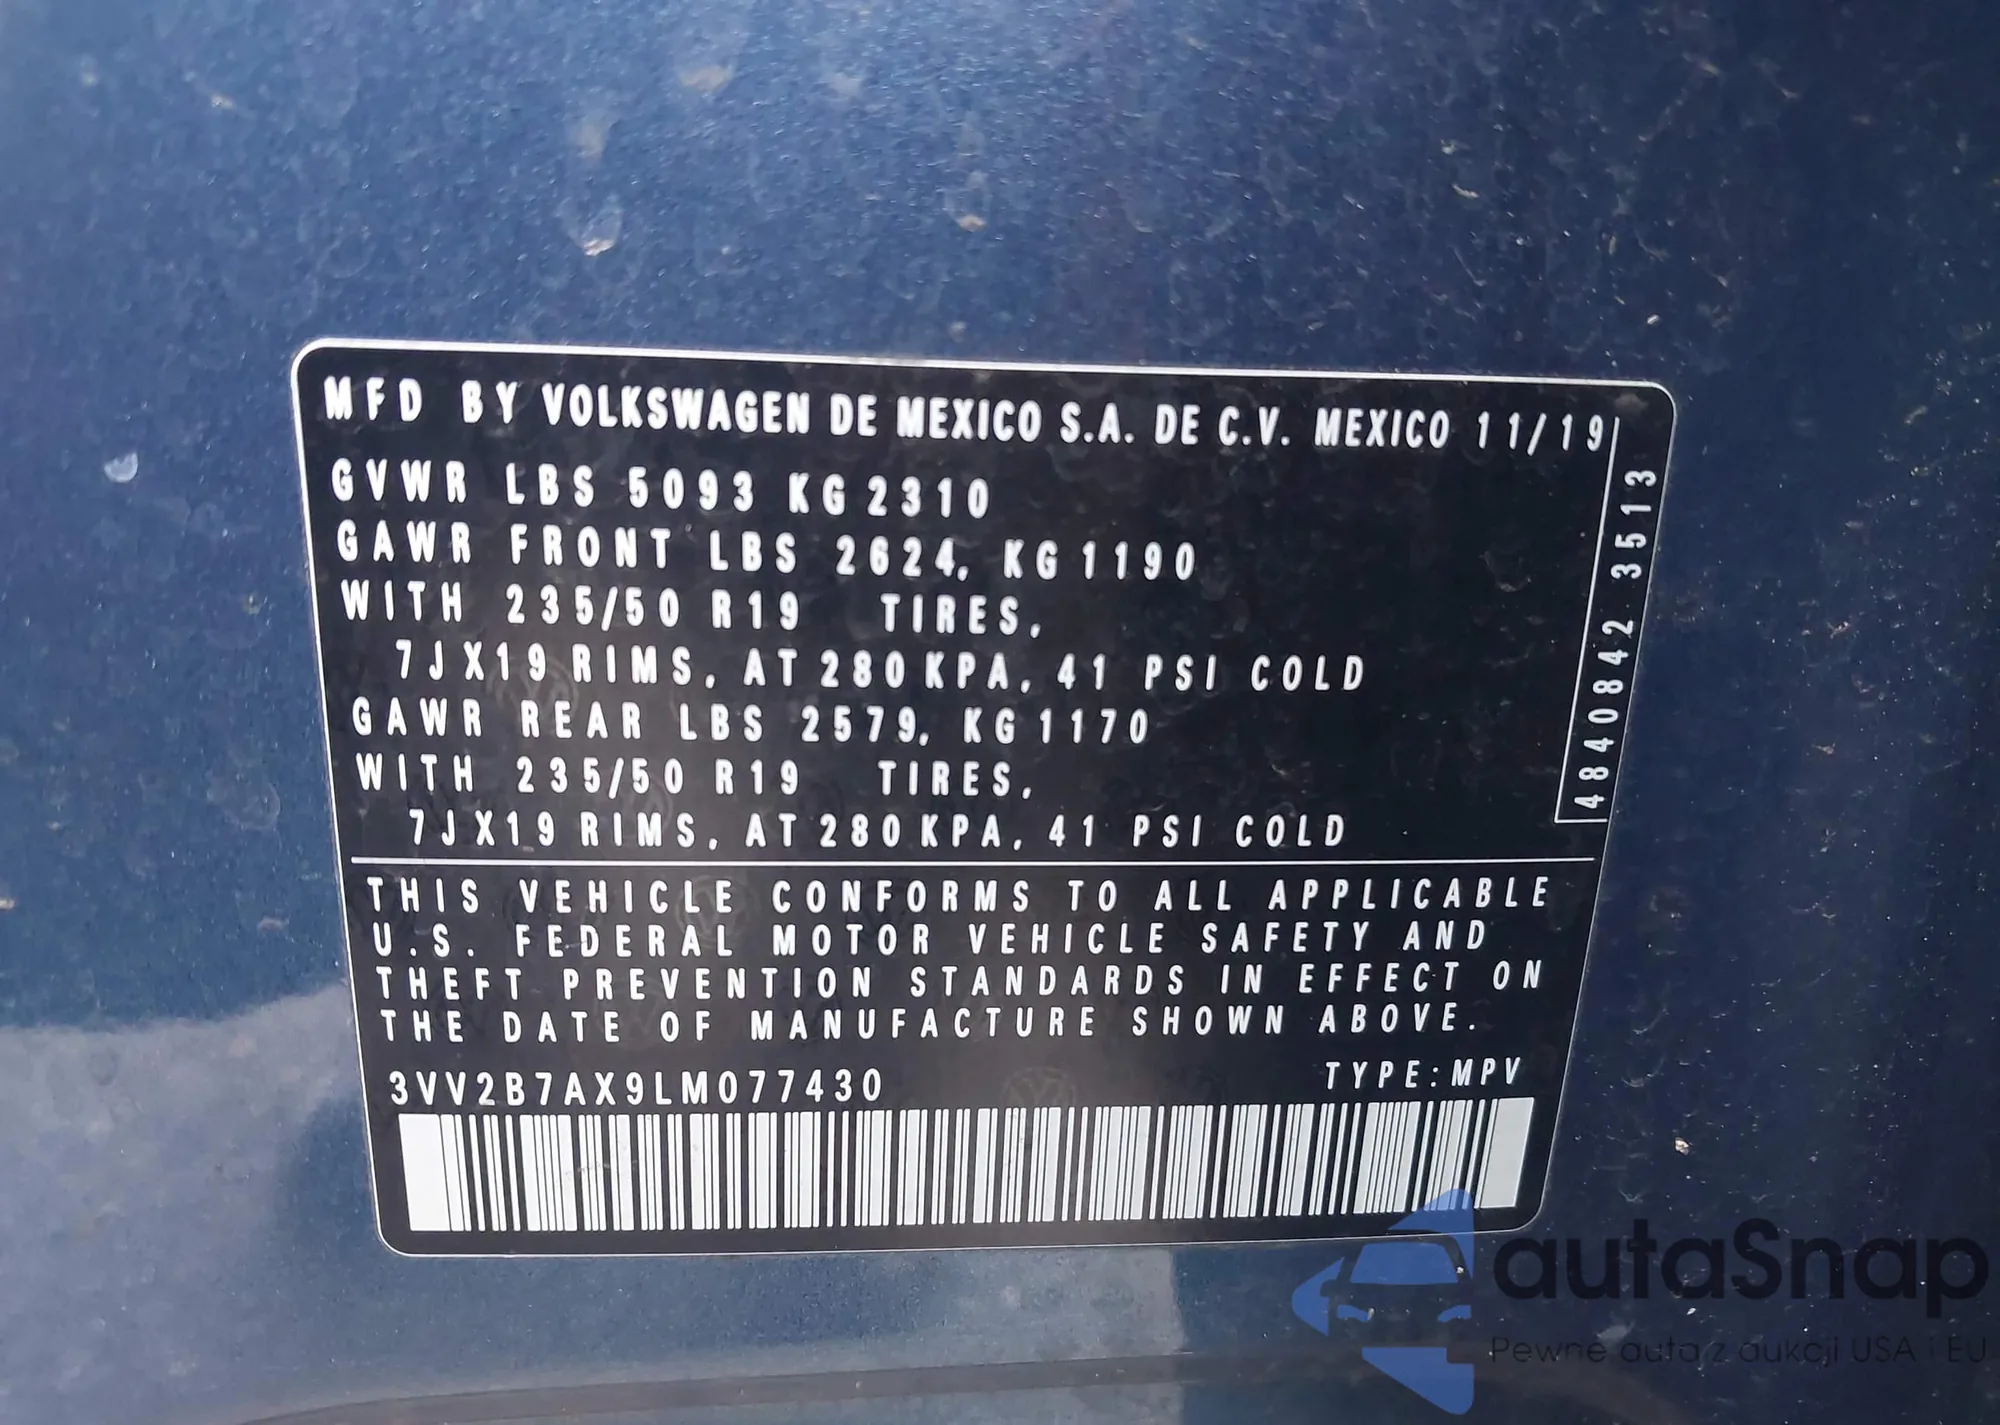 MFD BY VOLKSWAGEN DE MEXICO S.A. DE C.V. MEXICO 11/19
GVWR LBS 5093 KG 2310
GAWR FRONT LBS 2624, KG 1190
WITH 235/50 R19 TIRES,
7JX19 RIMS, AT 280 KPA, 41 PSI COLD
GAWR REAR LBS 2579, KG 1170
WITH 235/50 R19 TIRES,
7JX19 RIMS, AT 280 KPA, 41 PSI COLD
4840842 3513
THIS VEHICLE CONFORMS TO ALL APPLICABLE
U.S. FEDERAL MOTOR VEHICLE SAFETY AND
THEFT PREVENTION STANDARDS IN EFFECT ON
THE DATE OF MANUFACTURE SHOWN ABOVE.
3VV2B7AX9LM077430 TYPE:MPV
autaSnap
Pewne auta z aukcji USA i EU